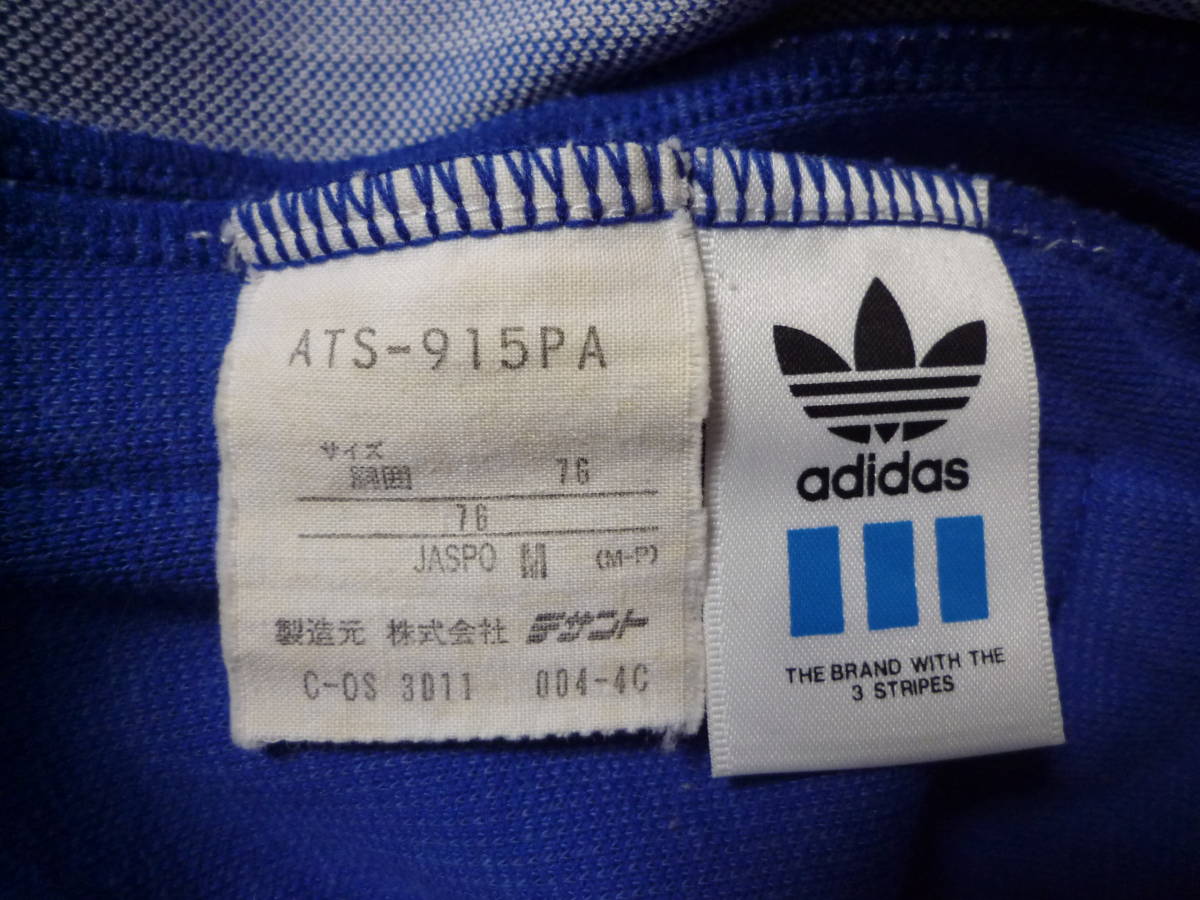 ATS-915PA
サイズ
胴囲 76
76
JASPO M (M-P)
製造元 株式会社 デサント
C-OS 3D11 004-4C
adidas
THE BRAND WITH THE
3 STRIPES